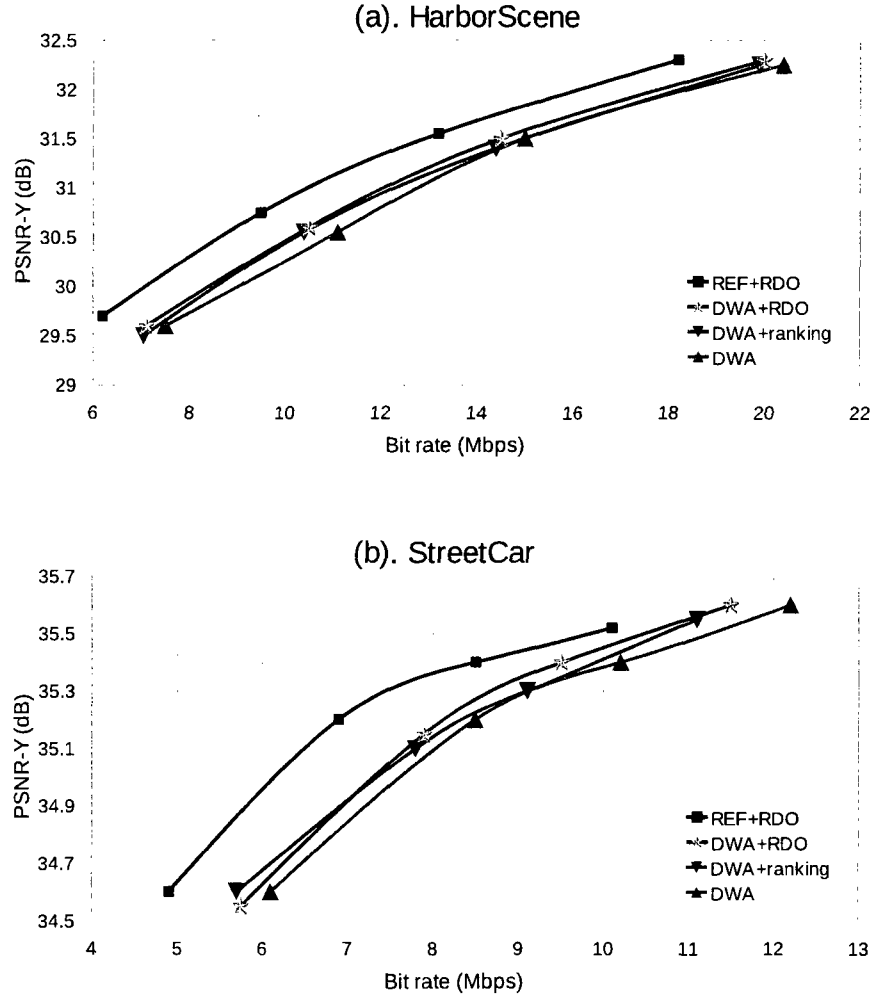 (a). HarborScene
32.5
32
31.5
31
30.5
30
29.5
29
PSNR-Y (dB)
REF+RDO
DWA+RDO
DWA+ranking
DWA
6 8 10 12 14 16 18 20 22
Bit rate (Mbps)
(b). StreetCar
35.7
35.5
35.3
35.1
34.9
34.7
34.5
PSNR-Y (dB)
REF+RDO
DWA+RDO
DWA+ranking
DWA
4 5 6 7 8 9 10 11 12 13
Bit rate (Mbps)